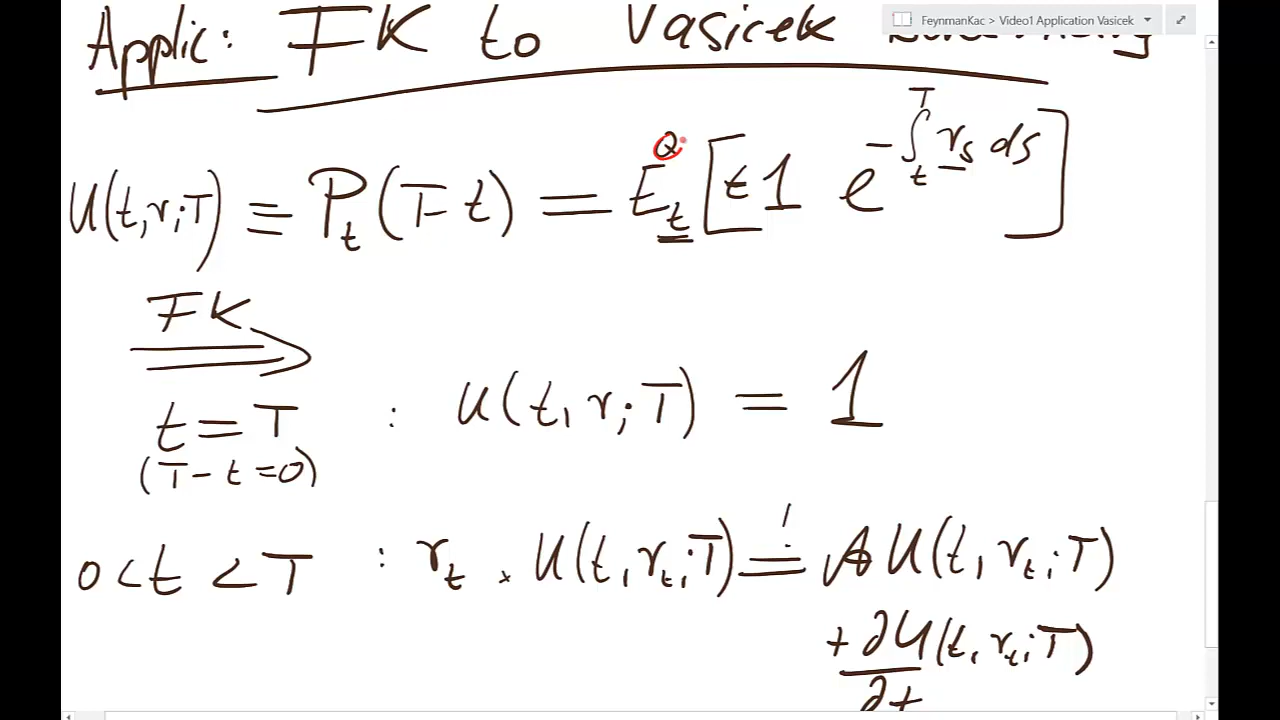 FeynmanKac > Video1 Application Vasicek
Applic: FK to Vasicek
U(t,r;T) ≡ P_t(T-t) = E_t^Q [€1 e^{-∫_t^T r_s ds}]
FK
t = T : U(t,r;T) = 1
(T-t=0)
0<t<T : r_t × U(t,r_t;T) =! 𝒜U(t,r_t;T)
+ ∂U/∂t (t,r_t;T)